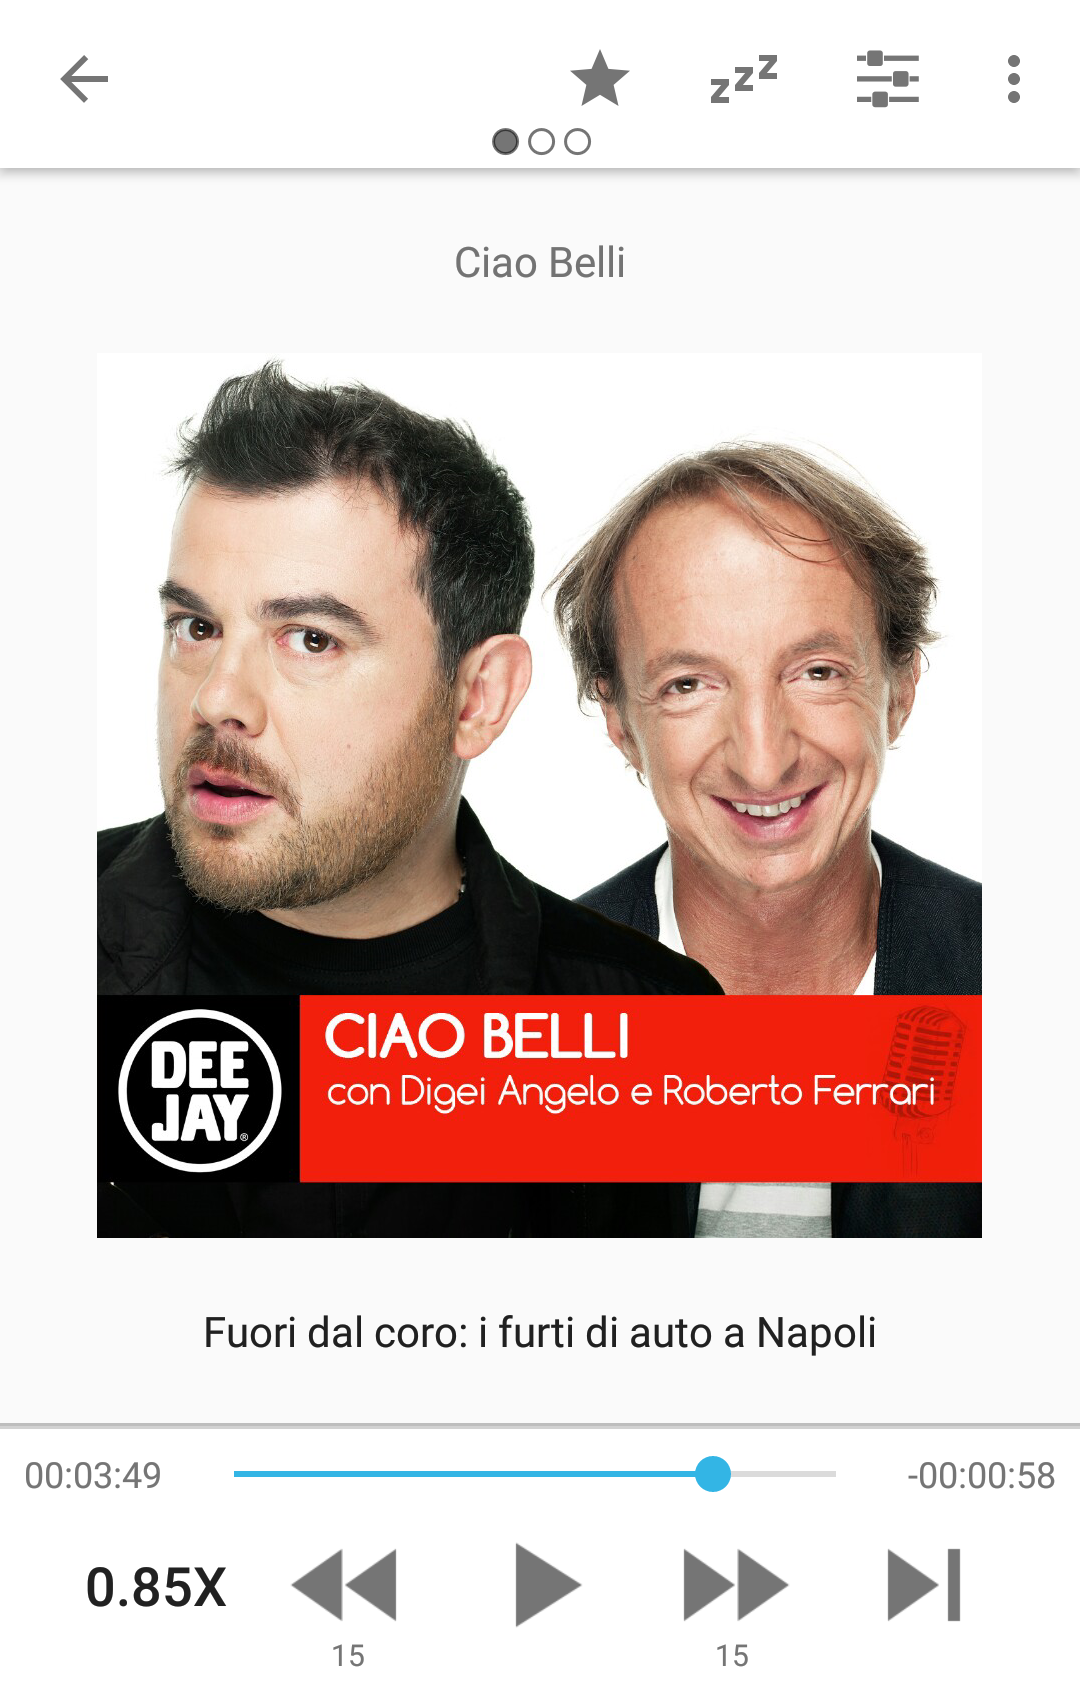 zzz
Ciao Belli
DEE
JAY®
CIAO BELLI
con Digei Angelo e Roberto Ferrari
Fuori dal coro: i furti di auto a Napoli
00:03:49
-00:00:58
0.85X
15
15